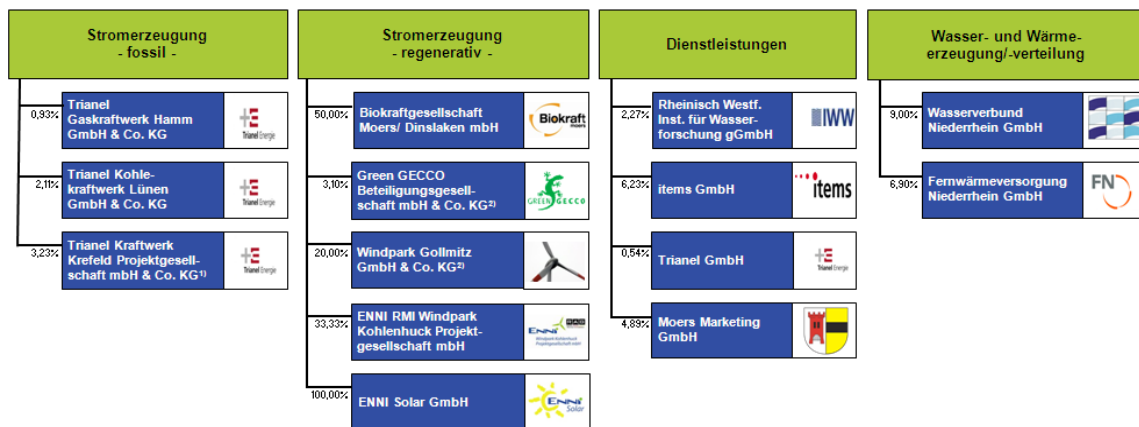 Stromerzeugung
- fossil -
0,93%
Trianel
Gaskraftwerk Hamm
GmbH & Co. KG
+E
Trianel Energie
2,11%
Trianel Kohle-
kraftwerk Lünen
GmbH & Co. KG
+E
Trianel Energie
3,23%
Trianel Kraftwerk
Krefeld Projektgesell-
schaft mbH & Co. KG¹⁾
+E
Trianel Energie
Stromerzeugung
- regenerativ -
50,00%
Biokraftgesellschaft
Moers/ Dinslaken mbH
Biokraft
moers
3,10%
Green GECCO
Beteiligungsgesell-
schaft mbH & Co. KG²⁾
GREEN GECCO
20,00%
Windpark Gollmitz
GmbH & Co. KG²⁾
33,33%
ENNI RMI Windpark
Kohlenhuck Projekt-
gesellschaft mbH
ENNI
Windpark Kohlenhuck
Projektgesellschaft mbH
100,00%
ENNI Solar GmbH
ENNI
Solar
Dienstleistungen
2,27%
Rheinisch Westf.
Inst. für Wasser-
forschung gGmbH
IWW
6,23%
items GmbH
items
0,54%
Trianel GmbH
+E
Trianel Energie
4,89%
Moers Marketing
GmbH
Wasser- und Wärme-
erzeugung/-verteilung
9,00%
Wasserverbund
Niederrhein GmbH
6,90%
Fernwärmeversorgung
Niederrhein GmbH
FN